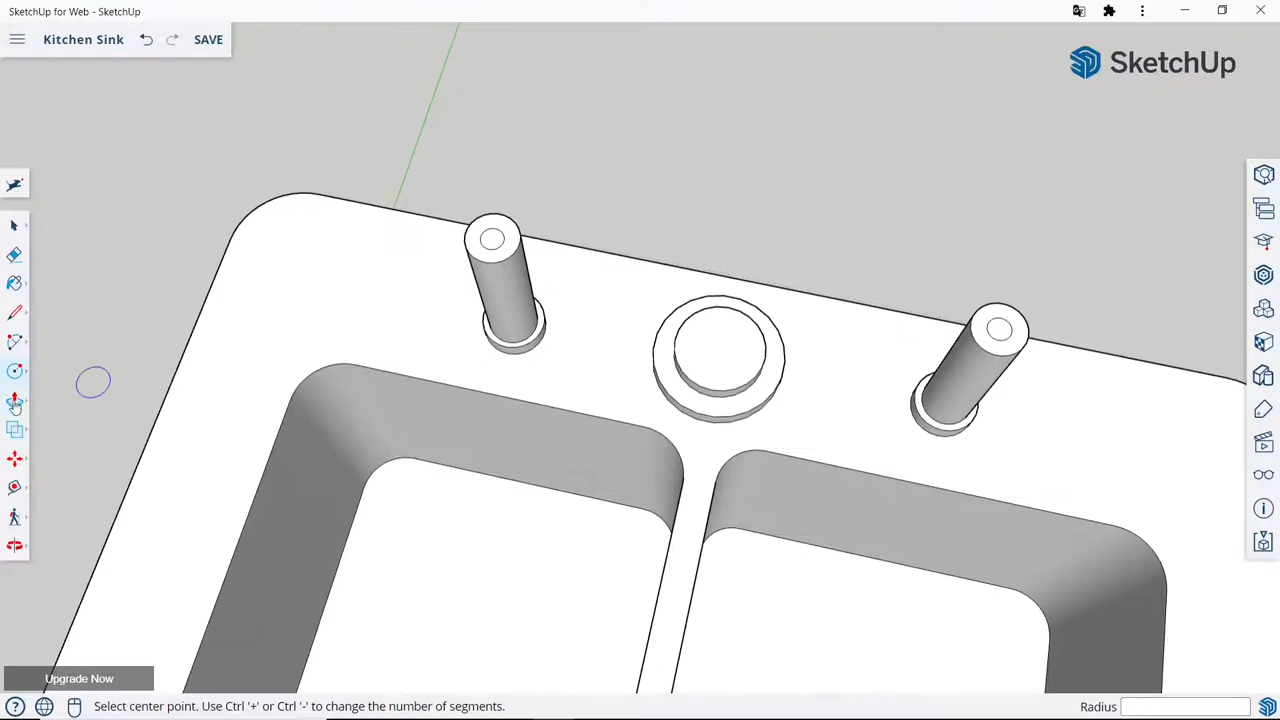 SketchUp for Web - SketchUp
Kitchen Sink
SAVE
SketchUp
Upgrade Now
Select center point. Use Ctrl '+' or Ctrl '-' to change the number of segments.
Radius